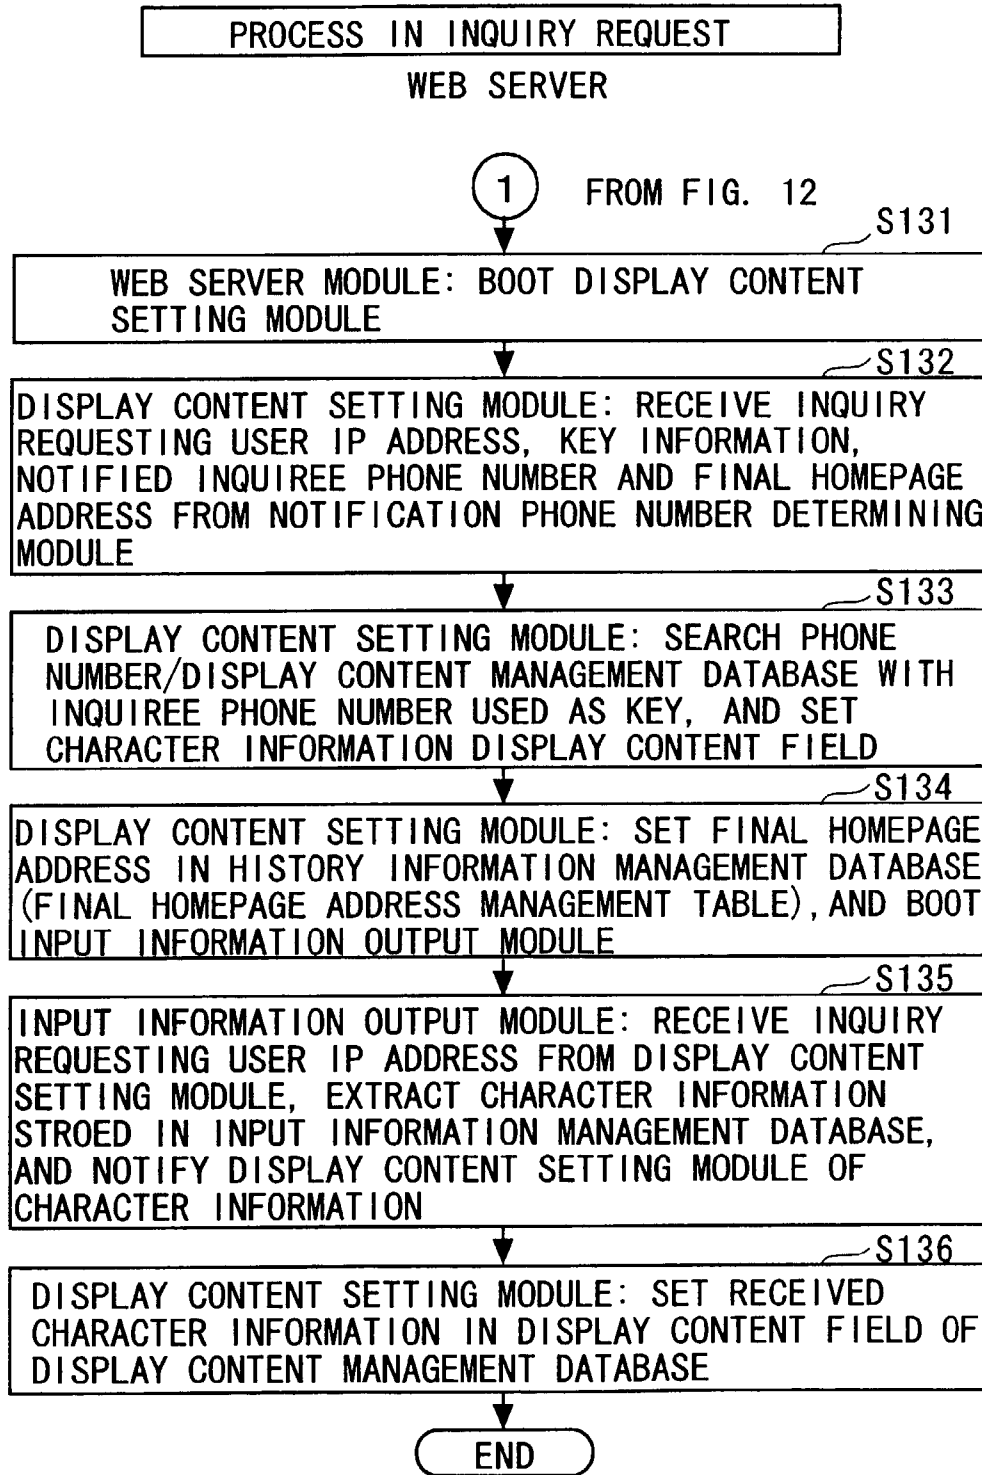 PROCESS IN INQUIRY REQUEST
WEB SERVER
1 FROM FIG. 12
S131
WEB SERVER MODULE: BOOT DISPLAY CONTENT
SETTING MODULE
S132
DISPLAY CONTENT SETTING MODULE: RECEIVE INQUIRY
REQUESTING USER IP ADDRESS, KEY INFORMATION,
NOTIFIED INQUIREE PHONE NUMBER AND FINAL HOMEPAGE
ADDRESS FROM NOTIFICATION PHONE NUMBER DETERMINING
MODULE
S133
DISPLAY CONTENT SETTING MODULE: SEARCH PHONE
NUMBER/DISPLAY CONTENT MANAGEMENT DATABASE WITH
INQUIREE PHONE NUMBER USED AS KEY, AND SET
CHARACTER INFORMATION DISPLAY CONTENT FIELD
S134
DISPLAY CONTENT SETTING MODULE: SET FINAL HOMEPAGE
ADDRESS IN HISTORY INFORMATION MANAGEMENT DATABASE
(FINAL HOMEPAGE ADDRESS MANAGEMENT TABLE), AND BOOT
INPUT INFORMATION OUTPUT MODULE
S135
INPUT INFORMATION OUTPUT MODULE: RECEIVE INQUIRY
REQUESTING USER IP ADDRESS FROM DISPLAY CONTENT
SETTING MODULE, EXTRACT CHARACTER INFORMATION
STROED IN INPUT INFORMATION MANAGEMENT DATABASE,
AND NOTIFY DISPLAY CONTENT SETTING MODULE OF
CHARACTER INFORMATION
S136
DISPLAY CONTENT SETTING MODULE: SET RECEIVED
CHARACTER INFORMATION IN DISPLAY CONTENT FIELD OF
DISPLAY CONTENT MANAGEMENT DATABASE
END